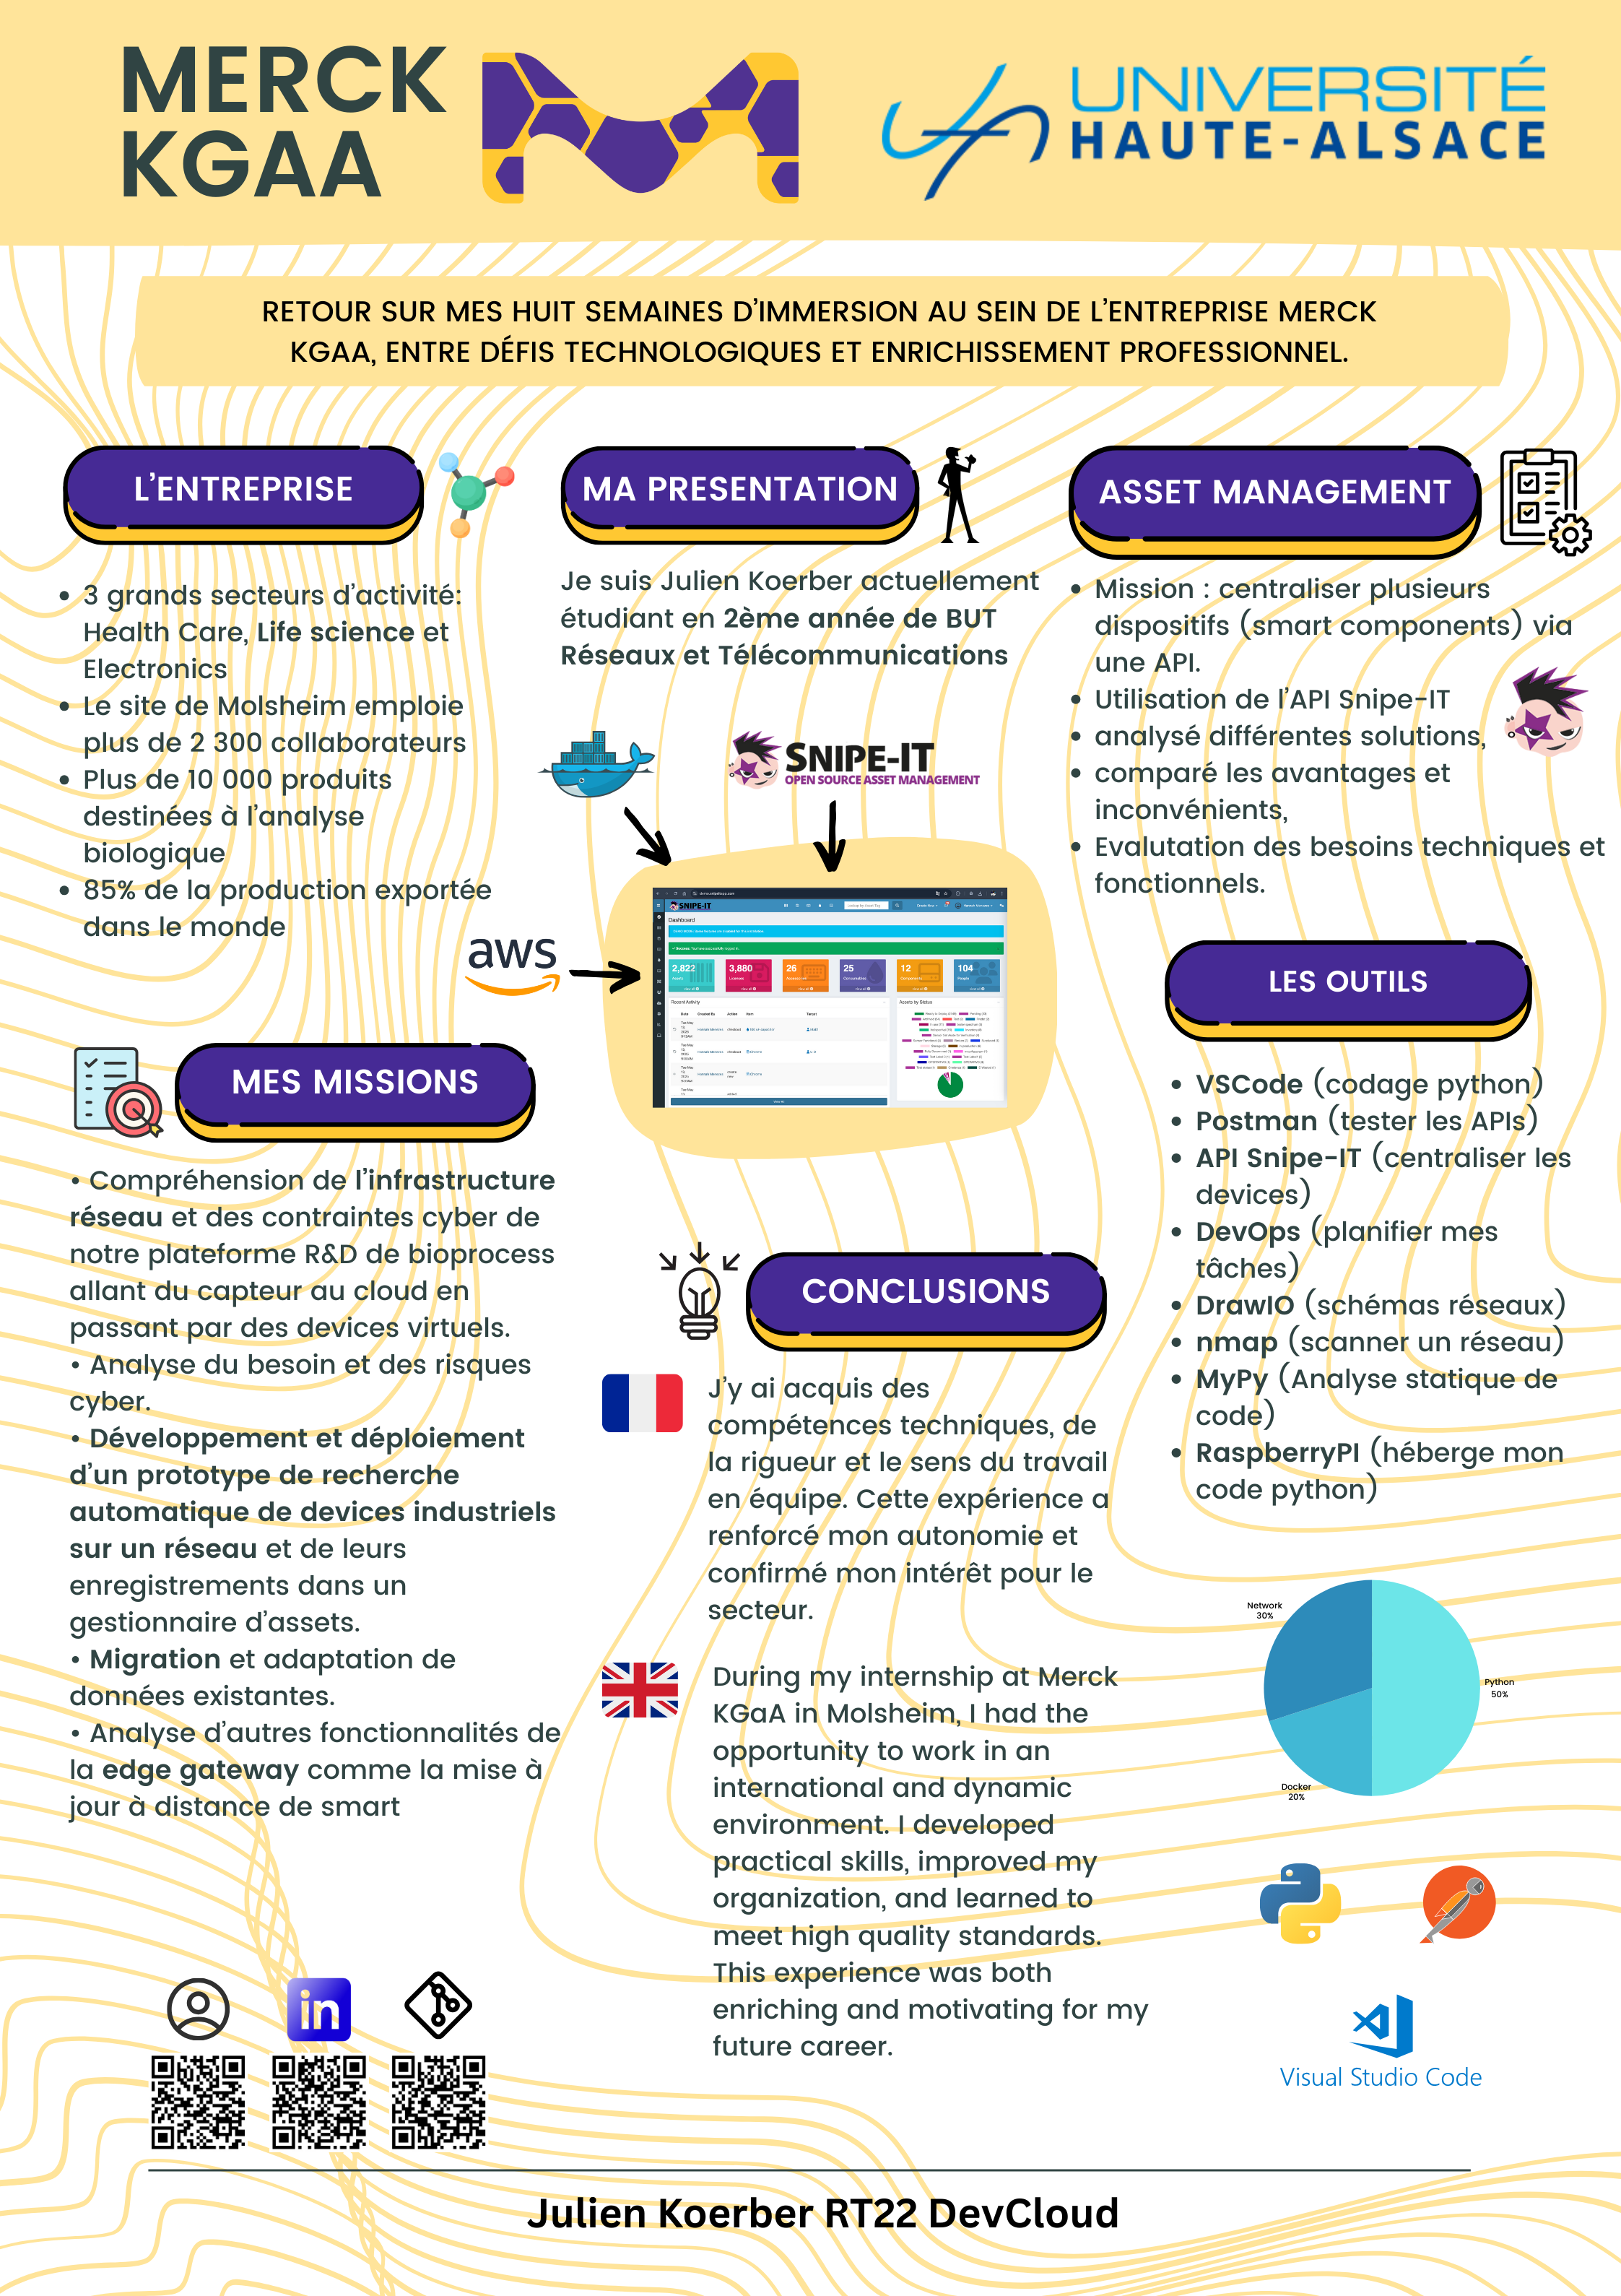 MERCK
KGAA
UNIVERSITÉ
HAUTE-ALSACE
RETOUR SUR MES HUIT SEMAINES D'IMMERSION AU SEIN DE L'ENTREPRISE MERCK
KGAA, ENTRE DÉFIS TECHNOLOGIQUES ET ENRICHISSEMENT PROFESSIONNEL.
L'ENTREPRISE
• 3 grands secteurs d'activité:
Health Care, Life science et
Electronics
• Le site de Molsheim emploie
plus de 2 300 collaborateurs
• Plus de 10 000 produits
destinées à l'analyse
biologique
• 85% de la production exportée
dans le monde
MES MISSIONS
• Compréhension de l'infrastructure
réseau et des contraintes cyber de
notre plateforme R&D de bioprocess
allant du capteur au cloud en
passant par des devices virtuels.
• Analyse du besoin et des risques
cyber.
• Développement et déploiement
d'un prototype de recherche
automatique de devices industriels
sur un réseau et de leurs
enregistrements dans un
gestionnaire d'assets.
• Migration et adaptation de
données existantes.
• Analyse d'autres fonctionnalités de
la edge gateway comme la mise à
jour à distance de smart
in
MA PRESENTATION
Je suis Julien Koerber actuellement
étudiant en 2ème année de BUT
Réseaux et Télécommunications
SNIPE-IT
OPEN SOURCE ASSET MANAGEMENT
aws
SNIPE-IT
Dashboard
2,822
3,880
26
25
12
104
Recent Activity
Assets by Status
CONCLUSIONS
J'y ai acquis des
compétences techniques, de
la rigueur et le sens du travail
en équipe. Cette expérience a
renforcé mon autonomie et
confirmé mon intérêt pour le
secteur.
During my internship at Merck
KGaA in Molsheim, I had the
opportunity to work in an
international and dynamic
environment. I developed
practical skills, improved my
organization, and learned to
meet high quality standards.
This experience was both
enriching and motivating for my
future career.
ASSET MANAGEMENT
• Mission : centraliser plusieurs
dispositifs (smart components) via
une API.
• Utilisation de l'API Snipe-IT
• analysé différentes solutions,
• comparé les avantages et
inconvénients,
• Evalutation des besoins techniques et
fonctionnels.
LES OUTILS
• VSCode (codage python)
• Postman (tester les APIs)
• API Snipe-IT (centraliser les
devices)
• DevOps (planifier mes
tâches)
• DrawIO (schémas réseaux)
• nmap (scanner un réseau)
• MyPy (Analyse statique de
code)
• RaspberryPI (héberge mon
code python)
Network
30%
Python
50%
Docker
20%
Visual Studio Code
Julien Koerber RT22 DevCloud